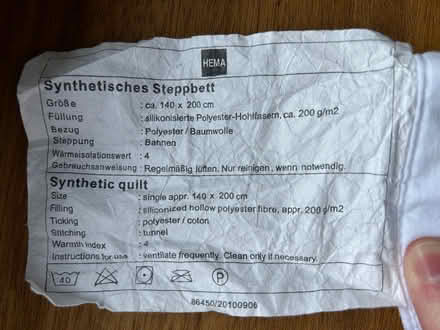 HEMA
Synthetisches Steppbett
Größe : ca. 140 x 200 cm
Füllung : silikonisierte Polyester-Hohlfasern, ca. 200 g/m2
Bezug : Polyester / Baumwolle
Steppung : Bahnen
Wärmeisolationswert : 4
Gebrauchsanweisung : Regelmäßig lüften. Nur reinigen, wenn notwendig.
Synthetic quilt
Size : single appr. 140 x 200 cm
Filling : siliconized hollow polyester fibre, appr. 200 g/m2
Ticking : polyester / coton
Stitching : tunnel
Warmth index : 4
Instructions for use : ventilate frequently. Clean only if necessary.
40 P
86450/20100906